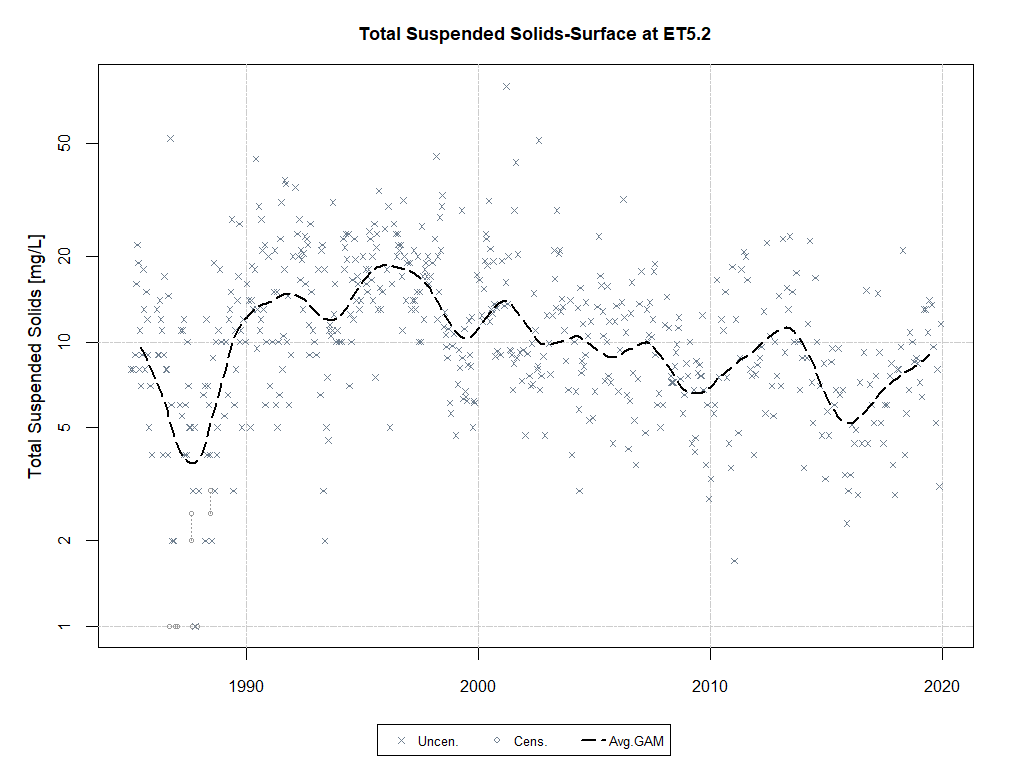 Total Suspended Solids-Surface at ET5.2
Total Suspended Solids [mg/L]
50
20
10
5
2
1
1990 2000 2010 2020
Uncen. Cens. Avg.GAM